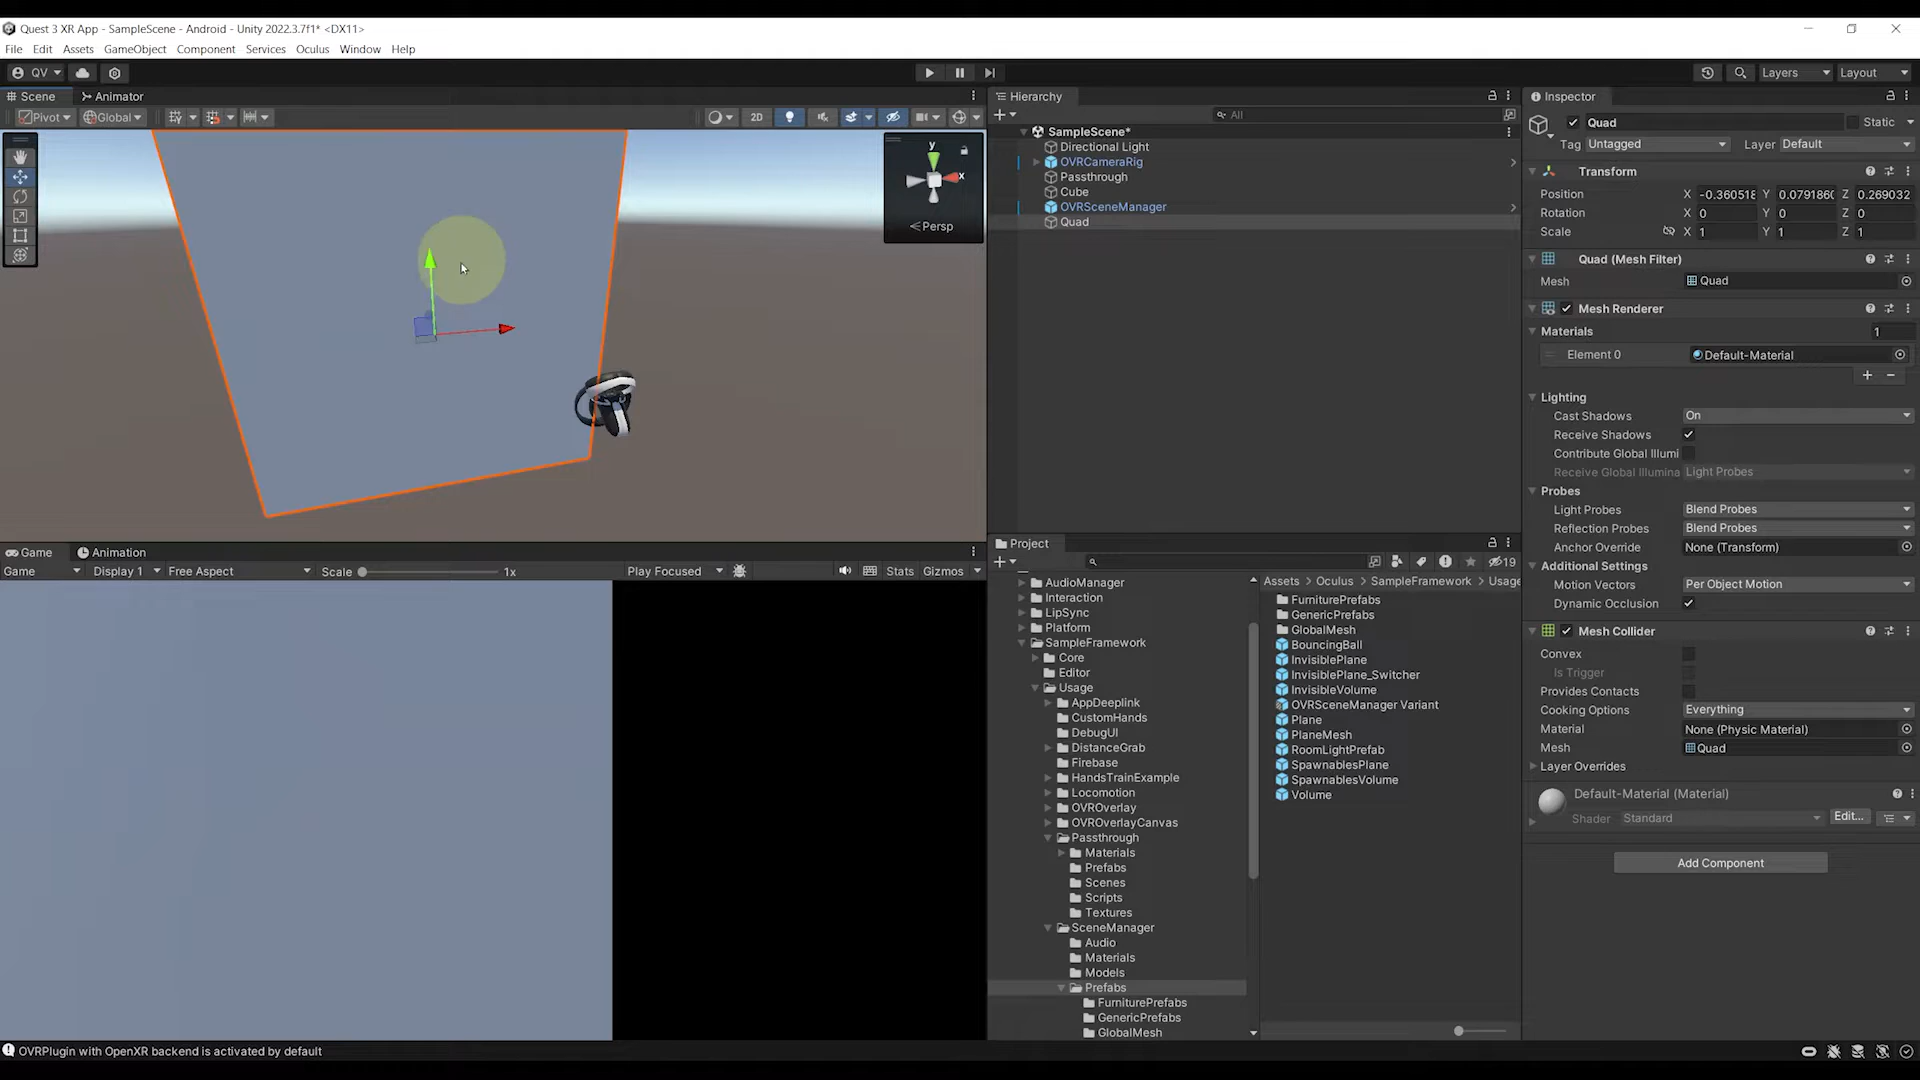 Quest 3 XR App - SampleScene - Android - Unity 2022.3.7f1* <DX11>
File Edit Assets GameObject Component Services Oculus Window Help
QV Layers Layout
Scene Animator
Pivot Global 2D
y
x
Persp
Hierarchy
All
SampleScene*
Directional Light
OVRCameraRig
Passthrough
Cube
OVRSceneManager
Quad
Inspector
Quad Static
Tag Untagged Layer Default
Transform
Position X -0.360518 Y 0.0791860 Z 0.269032
Rotation X 0 Y 0 Z 0
Scale X 1 Y 1 Z 1
Quad (Mesh Filter)
Mesh Quad
Mesh Renderer
Materials 1
Element 0 Default-Material
Lighting
Cast Shadows On
Receive Shadows
Contribute Global Illumi
Receive Global Illumina Light Probes
Probes
Light Probes Blend Probes
Reflection Probes Blend Probes
Anchor Override None (Transform)
Additional Settings
Motion Vectors Per Object Motion
Dynamic Occlusion
Mesh Collider
Convex
Is Trigger
Provides Contacts
Cooking Options Everything
Material None (Physic Material)
Mesh Quad
Layer Overrides
Default-Material (Material)
Shader Standard Edit...
Add Component
Game Animation
Game Display 1 Free Aspect Scale 1x Play Focused Stats Gizmos
Project
19
AudioManager
Interaction
LipSync
Platform
SampleFramework
Core
Editor
Usage
AppDeeplink
CustomHands
DebugUI
DistanceGrab
Firebase
HandsTrainExample
Locomotion
OVROverlay
OVROverlayCanvas
Passthrough
Materials
Prefabs
Scenes
Scripts
Textures
SceneManager
Audio
Materials
Models
Prefabs
FurniturePrefabs
GenericPrefabs
GlobalMesh
Assets > Oculus > SampleFramework > Usage
FurniturePrefabs
GenericPrefabs
GlobalMesh
BouncingBall
InvisiblePlane
InvisiblePlane_Switcher
InvisibleVolume
OVRSceneManager Variant
Plane
PlaneMesh
RoomLightPrefab
SpawnablesPlane
SpawnablesVolume
Volume
OVRPlugin with OpenXR backend is activated by default